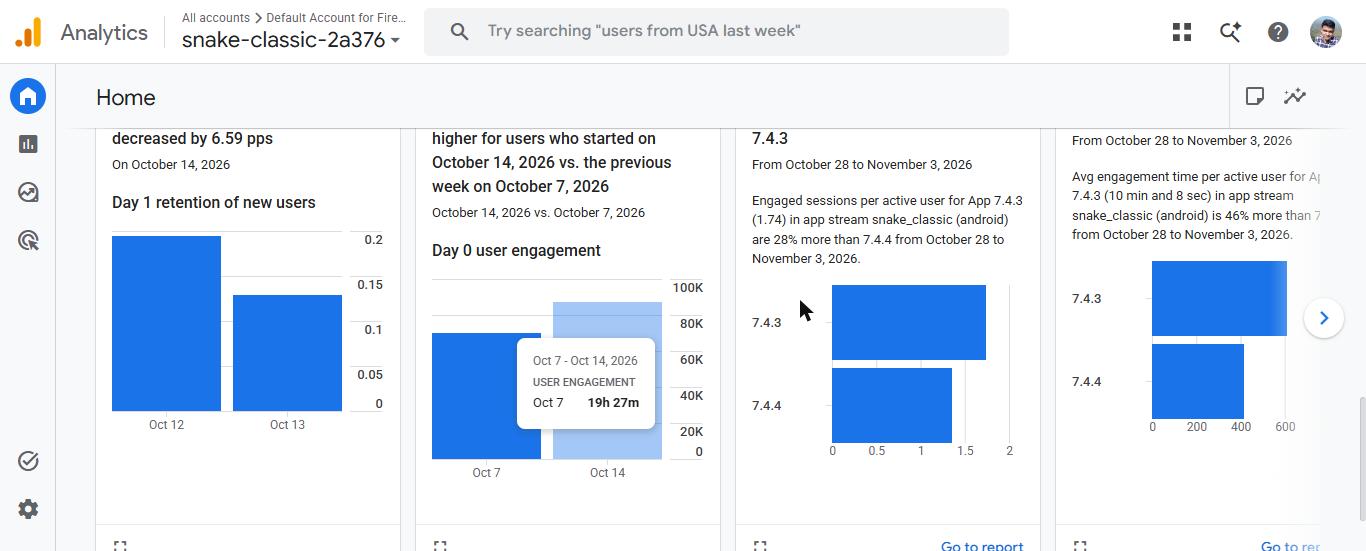 Analytics
All accounts > Default Account for Fire...
snake-classic-2a376
Try searching "users from USA last week"
Home
decreased by 6.59 pps
On October 14, 2026
Day 1 retention of new users
0.2
0.15
0.1
0.05
0
Oct 12
Oct 13
higher for users who started on
October 14, 2026 vs. the previous
week on October 7, 2026
October 14, 2026 vs. October 7, 2026
Day 0 user engagement
100K
80K
60K
40K
20K
0
Oct 7 - Oct 14, 2026
USER ENGAGEMENT
Oct 7 19h 27m
Oct 7
Oct 14
7.4.3
From October 28 to November 3, 2026
Engaged sessions per active user for App 7.4.3
(1.74) in app stream snake_classic (android)
are 28% more than 7.4.4 from October 28 to
November 3, 2026.
7.4.3
7.4.4
0 0.5 1 1.5 2
Go to report
From October 28 to November 3, 2026
Avg engagement time per active user for Ap
7.4.3 (10 min and 8 sec) in app stream
snake_classic (android) is 46% more than 7
from October 28 to November 3, 2026.
7.4.3
7.4.4
0 200 400 600
Go to rep